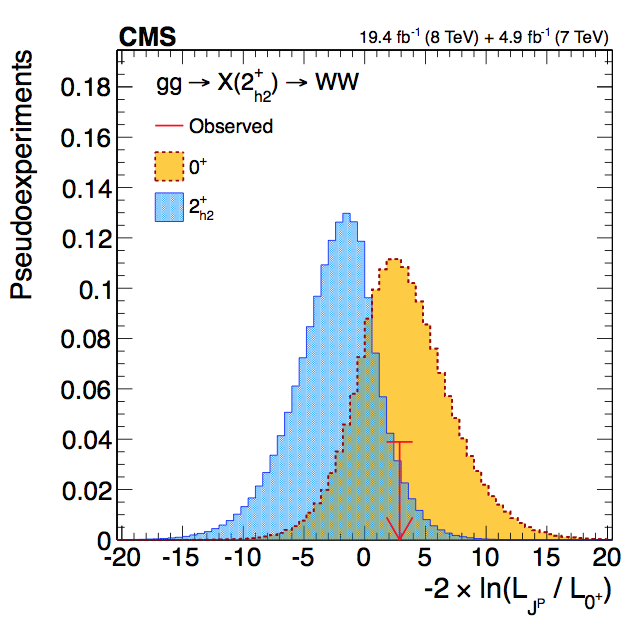 CMS 19.4 fb⁻¹ (8 TeV) + 4.9 fb⁻¹ (7 TeV)
gg → X(2⁺h2) → WW
Observed
0⁺
2⁺h2
Pseudoexperiments
0.18
0.16
0.14
0.12
0.1
0.08
0.06
0.04
0.02
0
-20 -15 -10 -5 0 5 10 15 20
-2 × ln(L_Jᴾ / L_0⁺)